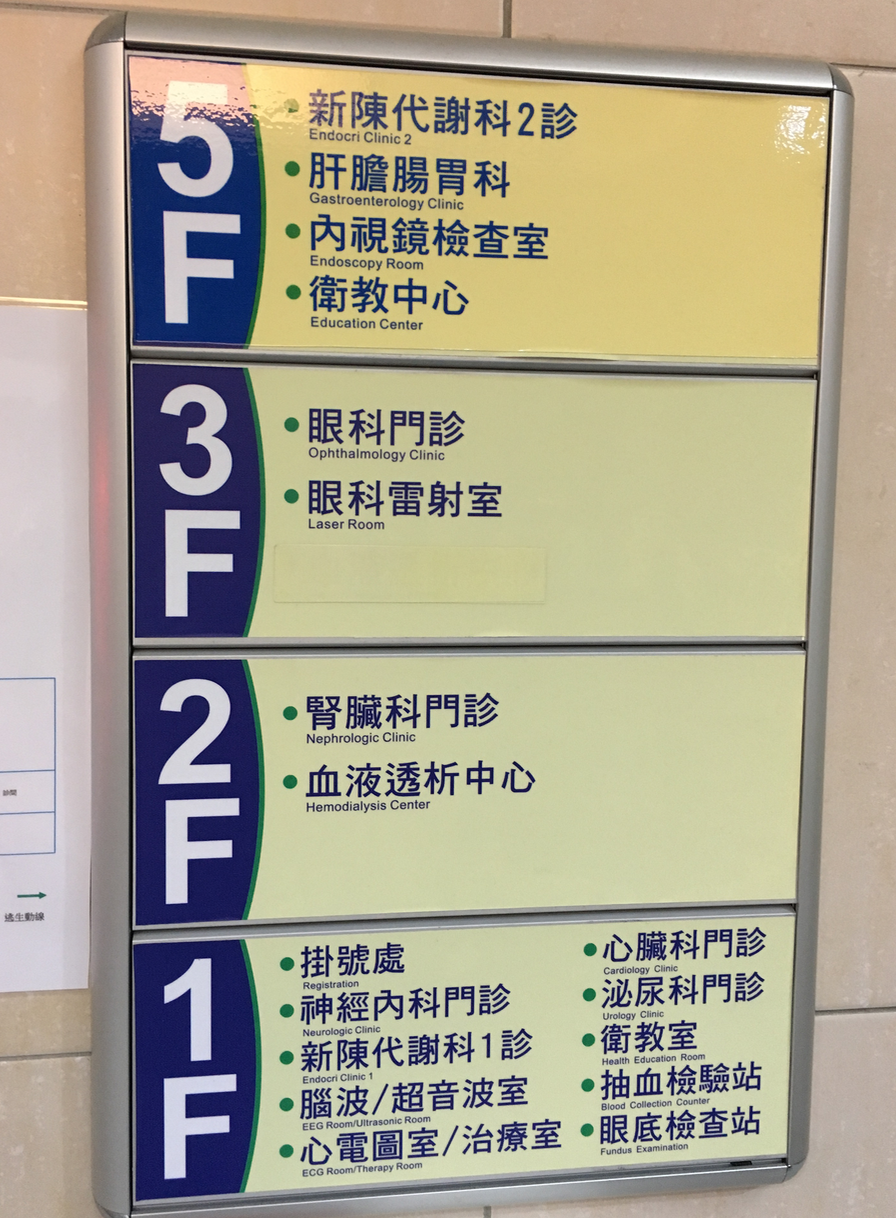 5F
新陳代謝科2診
Endocri Clinic 2
肝膽腸胃科
Gastroenterology Clinic
內視鏡檢查室
Endoscopy Room
衛教中心
Education Center
3F
眼科門診
Ophthalmology Clinic
眼科雷射室
Laser Room
2F
腎臟科門診
Nephrologic Clinic
血液透析中心
Hemodialysis Center
1F
掛號處
Registration
神經內科門診
Neurologic Clinic
新陳代謝科1診
Endocri Clinic 1
腦波/超音波室
EEG Room/Ultrasonic Room
心電圖室/治療室
ECG Room/Therapy Room
心臟科門診
Cardiology Clinic
泌尿科門診
Urology Clinic
衛教室
Health Education Room
抽血檢驗站
Blood Collection Counter
眼底檢查站
Fundus Examination
逃生動線